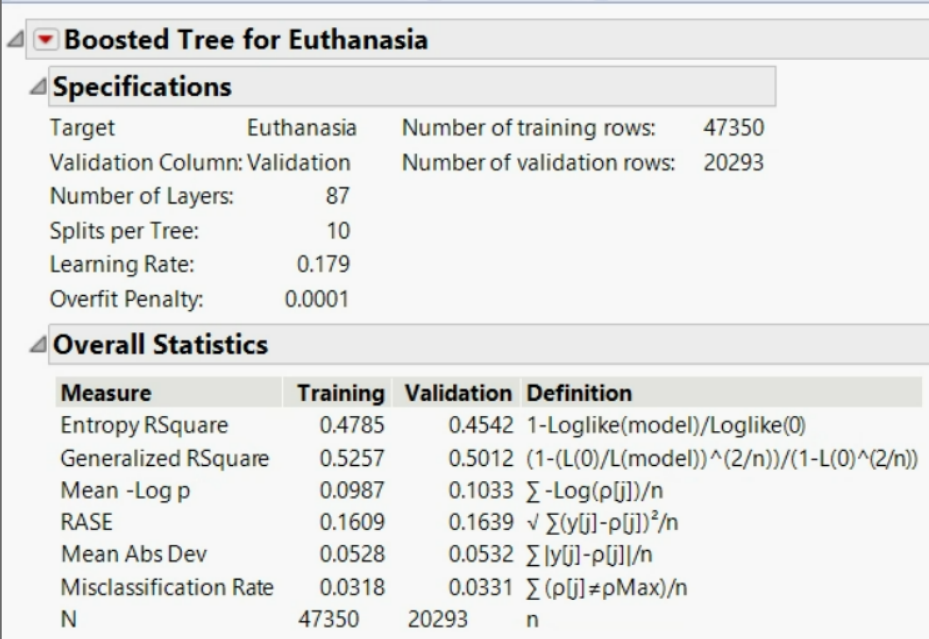 Boosted Tree for Euthanasia
Specifications
Target Euthanasia Number of training rows: 47350
Validation Column: Validation Number of validation rows: 20293
Number of Layers: 87
Splits per Tree: 10
Learning Rate: 0.179
Overfit Penalty: 0.0001
Overall Statistics
Measure Training Validation Definition
Entropy RSquare 0.4785 0.4542 1-Loglike(model)/Loglike(0)
Generalized RSquare 0.5257 0.5012 (1-(L(0)/L(model))^(2/n))/(1-L(0)^(2/n))
Mean -Log p 0.0987 0.1033 ∑ -Log(ρ[j])/n
RASE 0.1609 0.1639 √ ∑(y[j]-ρ[j])²/n
Mean Abs Dev 0.0528 0.0532 ∑ |y[j]-ρ[j]|/n
Misclassification Rate 0.0318 0.0331 ∑ (ρ[j]≠ρMax)/n
N 47350 20293 n